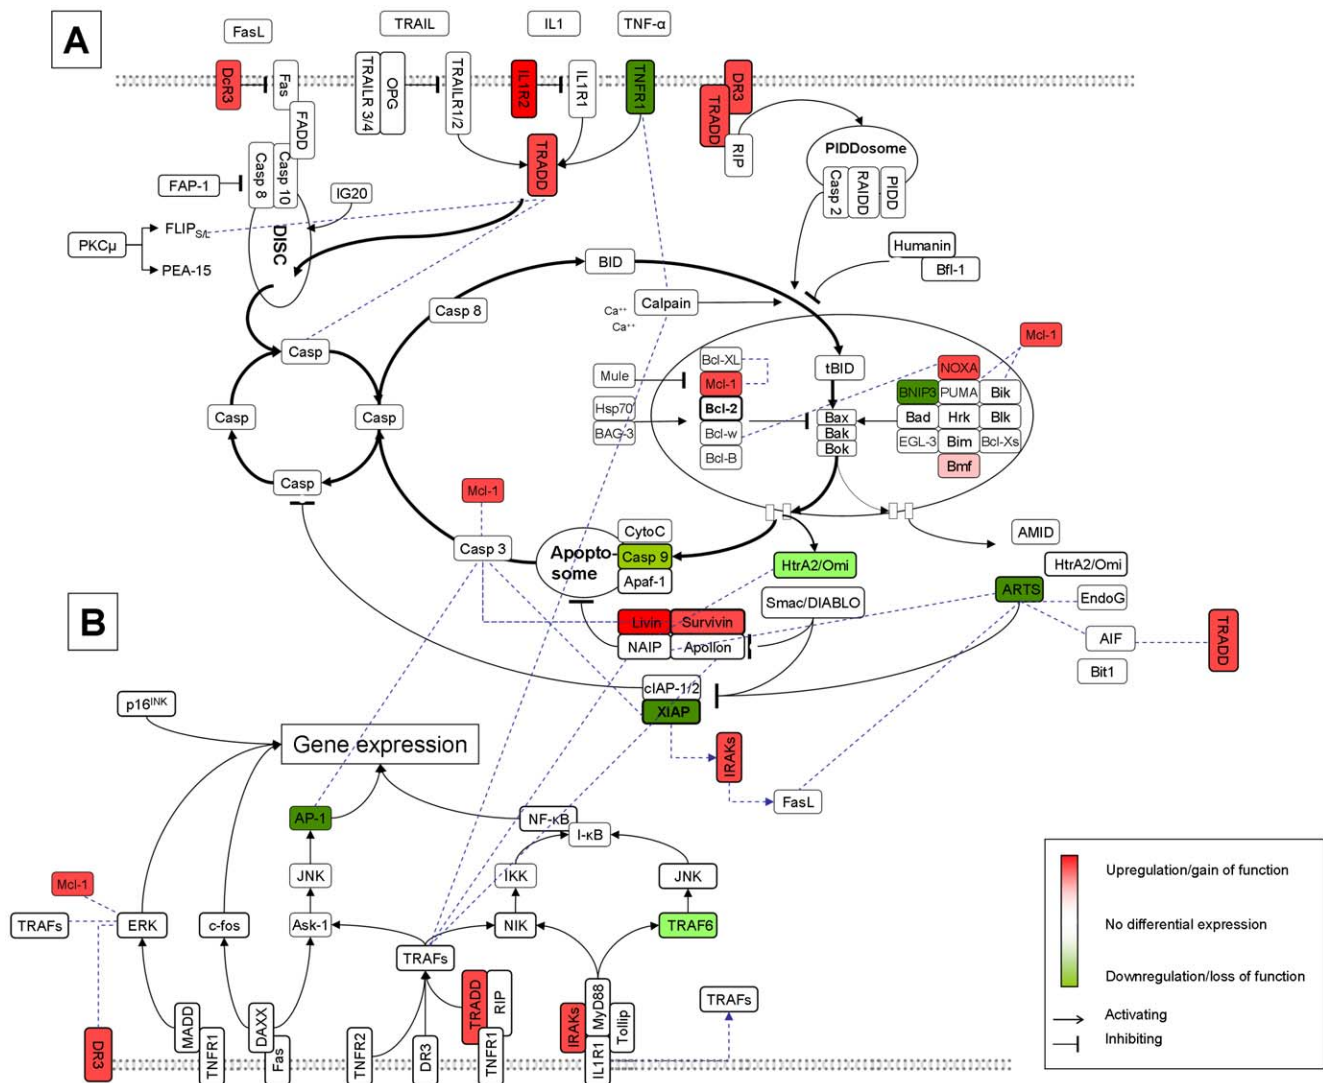 A
FasL
TRAIL
IL1
TNF-α
DcR3
Fas
FADD
TRAILR 3/4
OPG
TRAILR1/2
IL1R2
IL1R1
TNFR1
DR3
TRADD
RIP
TRADD
PIDDosome
Casp 2
RAIDD
PIDD
FAP-1
Casp 8
Casp 10
IG20
PKCµ
FLIPS/L
PEA-15
DISC
Humanin
Bfl-1
BID
Calpain
Ca++
Ca++
Casp 8
Casp
Casp
Casp
Casp
Mule
Hsp70
BAG-3
Bcl-XL
Mcl-1
Bcl-2
Bcl-w
Bcl-B
tBID
Bax
Bak
Bok
NOXA
Mcl-1
BNIP3
PUMA
Bik
Bad
Hrk
Blk
EGL-3
Bim
Bcl-Xs
Bmf
Mcl-1
Casp 3
Apopto-
some
CytoC
Casp 9
Apaf-1
HtrA2/Omi
AMID
HtrA2/Omi
ARTS
EndoG
AIF
Bit1
TRADD
Smac/DIABLO
Livin
Survivin
NAIP
Apollon
cIAP-1/2
XIAP
IRAKs
FasL
B
p16INK
Gene expression
AP-1
NF-κB
I-κB
JNK
IKK
JNK
Mcl-1
TRAFs
ERK
c-fos
Ask-1
NIK
TRAF6
TRAFs
DR3
MADD
TNFR1
DAXX
Fas
TNFR2
DR3
TRADD
RIP
TNFR1
IRAKs
MyD88
Tollip
IL1R1
TRAFs
Upregulation/gain of function
No differential expression
Downregulation/loss of function
Activating
Inhibiting